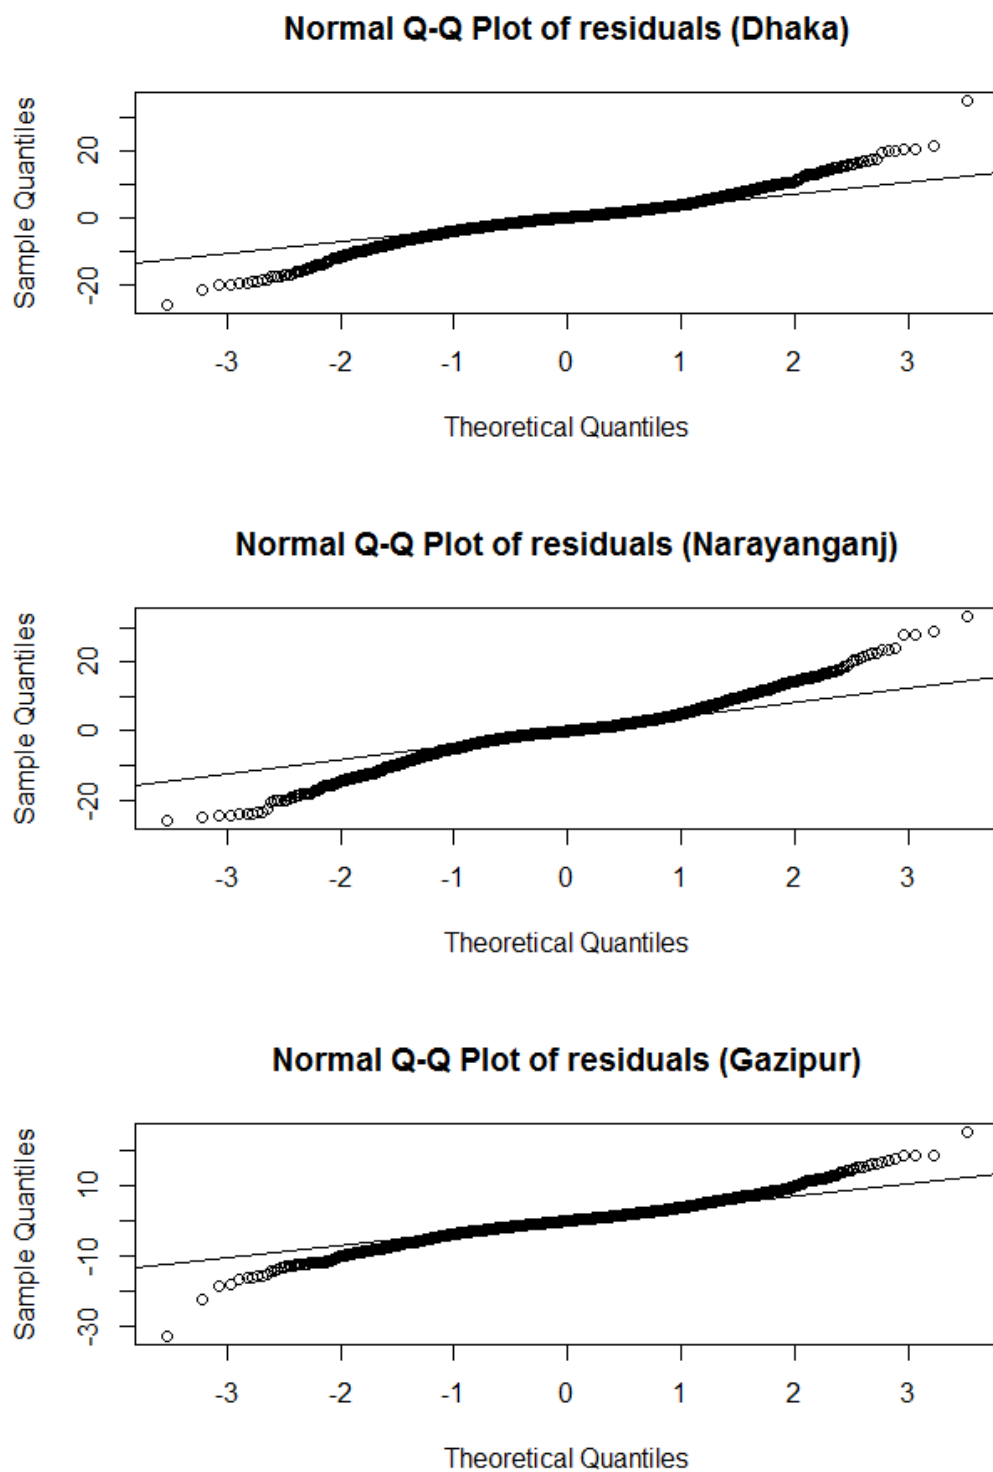 Normal Q-Q Plot of residuals (Dhaka)
Sample Quantiles
20
0
-20
-3 -2 -1 0 1 2 3
Theoretical Quantiles
Normal Q-Q Plot of residuals (Narayanganj)
Sample Quantiles
20
0
-20
-3 -2 -1 0 1 2 3
Theoretical Quantiles
Normal Q-Q Plot of residuals (Gazipur)
Sample Quantiles
10
-10
-30
-3 -2 -1 0 1 2 3
Theoretical Quantiles